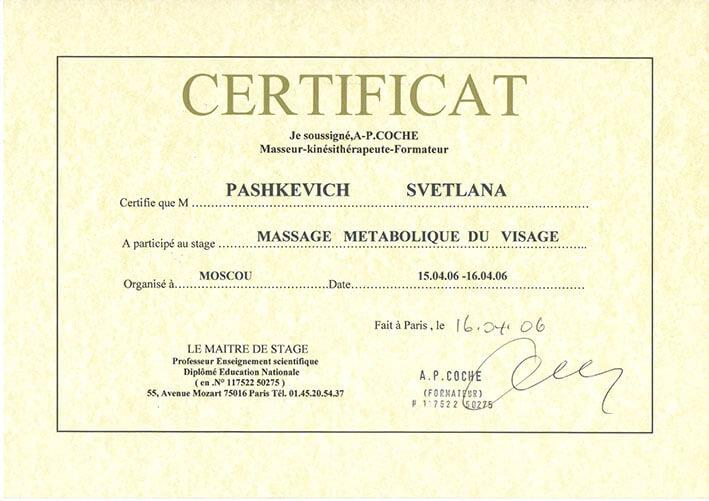 CERTIFICAT
Je soussigné,A-P.COCHE
Masseur-kinésithérapeute-Formateur
PASHKEVICH SVETLANA
Certifie que M
A participé au stage MASSAGE METABOLIQUE DU VISAGE
Organisé à MOSCOU Date 15.04.06 -16.04.06
Fait à Paris , le 16.04.06
LE MAITRE DE STAGE
Professeur Enseignement scientifique
Diplômé Education Nationale
( en .N° 117522 50275 )
55, Avenue Mozart 75016 Paris Tél. 01.45.20.54.37
A.P.COCHE
(FORMATEUR)
N° 117522 50275